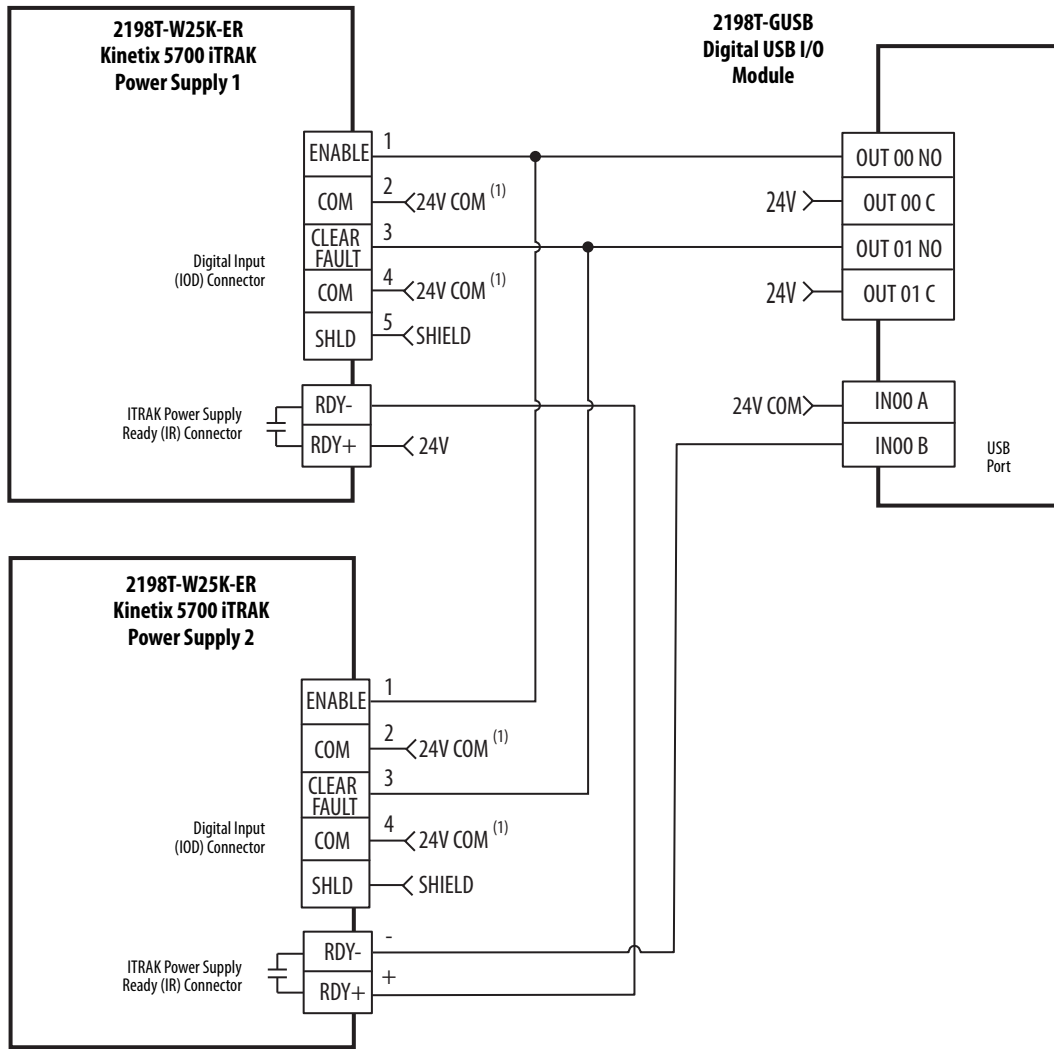 2198T-W25K-ER
Kinetix 5700 iTRAK
Power Supply 1
2198T-GUSB
Digital USB I/O
Module
ENABLE
1
OUT 00 NO
COM
2
24V COM (1)
24V
OUT 00 C
CLEAR
FAULT
3
OUT 01 NO
Digital Input
(IOD) Connector
COM
4
24V COM (1)
24V
OUT 01 C
SHLD
5
SHIELD
ITRAK Power Supply
Ready (IR) Connector
RDY-
RDY+
24V
24V COM
IN00 A
IN00 B
USB
Port
2198T-W25K-ER
Kinetix 5700 iTRAK
Power Supply 2
ENABLE
1
COM
2
24V COM (1)
CLEAR
FAULT
3
Digital Input
(IOD) Connector
COM
4
24V COM (1)
SHLD
SHIELD
ITRAK Power Supply
Ready (IR) Connector
RDY-
-
RDY+
+